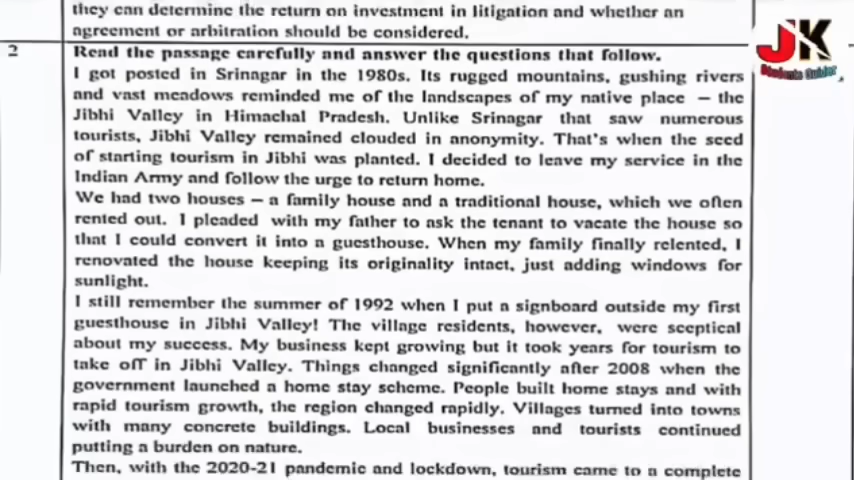 they can determine the return on investment in litigation and whether an
agreement or arbitration should be considered.
2
Read the passage carefully and answer the questions that follow.
I got posted in Srinagar in the 1980s. Its rugged mountains, gushing rivers
and vast meadows reminded me of the landscapes of my native place – the
Jibhi Valley in Himachal Pradesh. Unlike Srinagar that saw numerous
tourists, Jibhi Valley remained clouded in anonymity. That's when the seed
of starting tourism in Jibhi was planted. I decided to leave my service in the
Indian Army and follow the urge to return home.
We had two houses – a family house and a traditional house, which we often
rented out. I pleaded with my father to ask the tenant to vacate the house so
that I could convert it into a guesthouse. When my family finally relented, I
renovated the house keeping its originality intact, just adding windows for
sunlight.
I still remember the summer of 1992 when I put a signboard outside my first
guesthouse in Jibhi Valley! The village residents, however, were sceptical
about my success. My business kept growing but it took years for tourism to
take off in Jibhi Valley. Things changed significantly after 2008 when the
government launched a home stay scheme. People built home stays and with
rapid tourism growth, the region changed rapidly. Villages turned into towns
with many concrete buildings. Local businesses and tourists continued
putting a burden on nature.
Then, with the 2020-21 pandemic and lockdown, tourism came to a complete
JK
Students Guider